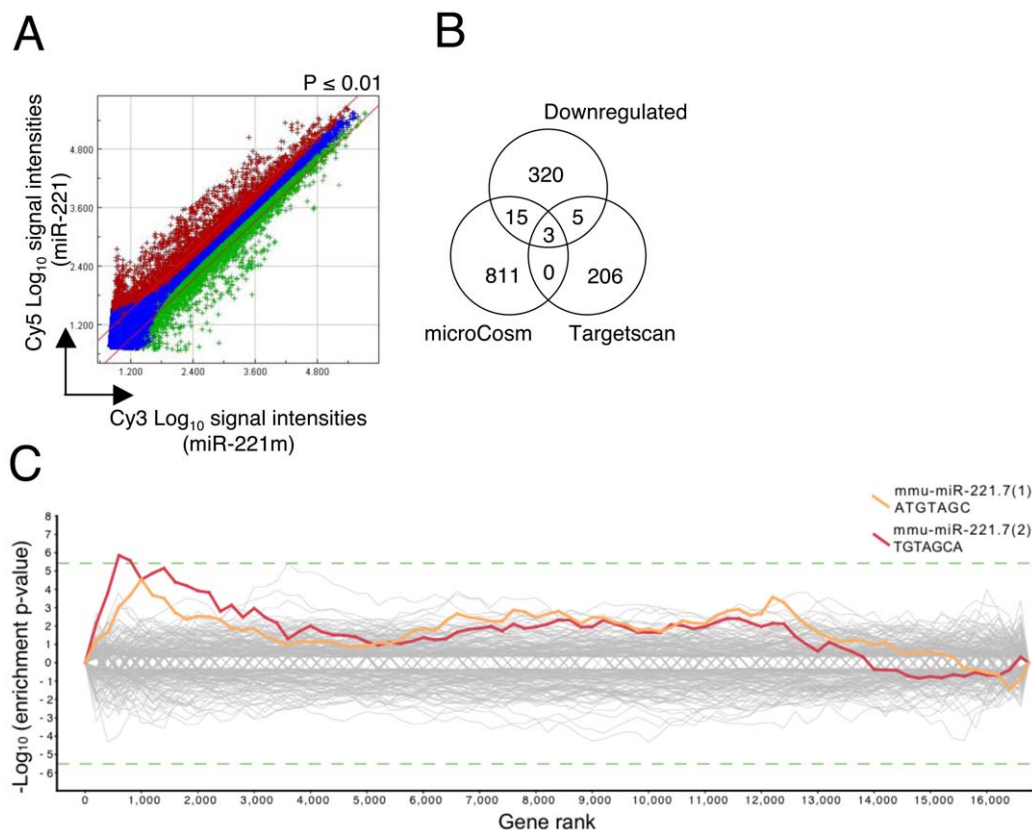 A
P ≤ 0.01
Cy5 Log₁₀ signal intensities
(miR-221)
4.800
3.600
2.400
1.200
1.200 2.400 3.600 4.800
Cy3 Log₁₀ signal intensities
(miR-221m)
B
Downregulated
320
15 5
3
811 0 206
microCosm Targetscan
C
mmu-miR-221.7(1)
ATGTAGC
mmu-miR-221.7(2)
TGTAGCA
-Log₁₀ (enrichment p-value)
8
7
6
5
4
3
2
1
0
- 1
- 2
- 3
- 4
- 5
- 6
0 1,000 2,000 3,000 4,000 5,000 6,000 7,000 8,000 9,000 10,000 11,000 12,000 13,000 14,000 15,000 16,000
Gene rank